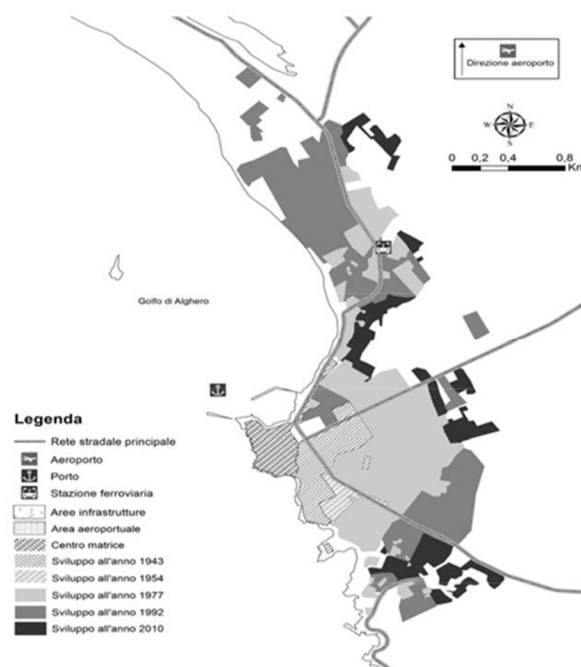 Direzione aeroporto
N
W E
S
0 0,2 0,4 0,8
Km
Golfo di Alghero
Legenda
Rete stradale principale
Aeroporto
Porto
Stazione ferroviaria
Aree infrastrutture
Area aeroportuale
Centro matrice
Sviluppo all'anno 1943
Sviluppo all'anno 1954
Sviluppo all'anno 1977
Sviluppo all'anno 1992
Sviluppo all'anno 2010